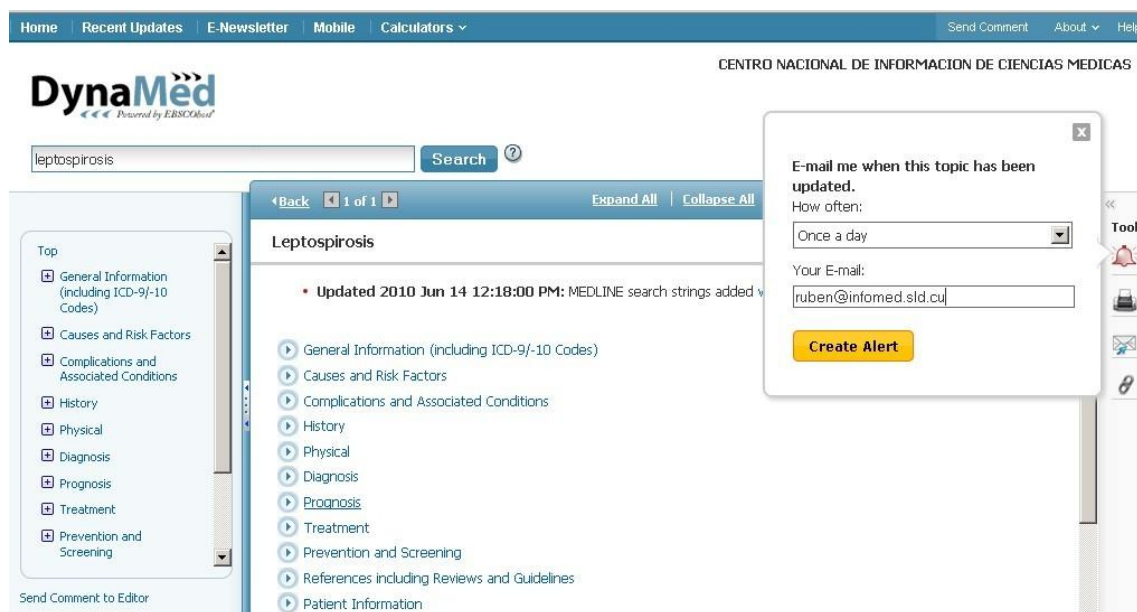 Home Recent Updates E-Newsletter Mobile Calculators Send Comment About Help
CENTRO NACIONAL DE INFORMACION DE CIENCIAS MEDICAS
DynaMed
Powered by EBSCOhost
leptospirosis Search ?
Back 1 of 1 Expand All Collapse All
Leptospirosis
• Updated 2010 Jun 14 12:18:00 PM: MEDLINE search strings added
General Information (including ICD-9/-10 Codes)
Causes and Risk Factors
Complications and Associated Conditions
History
Physical
Diagnosis
Prognosis
Treatment
Prevention and Screening
References including Reviews and Guidelines
Patient Information
Top
General Information
(including ICD-9/-10
Codes)
Causes and Risk Factors
Complications and
Associated Conditions
History
Physical
Diagnosis
Prognosis
Treatment
Prevention and
Screening
Send Comment to Editor
E-mail me when this topic has been
updated.
How often:
Once a day
Your E-mail:
ruben@infomed.sld.cu
Create Alert